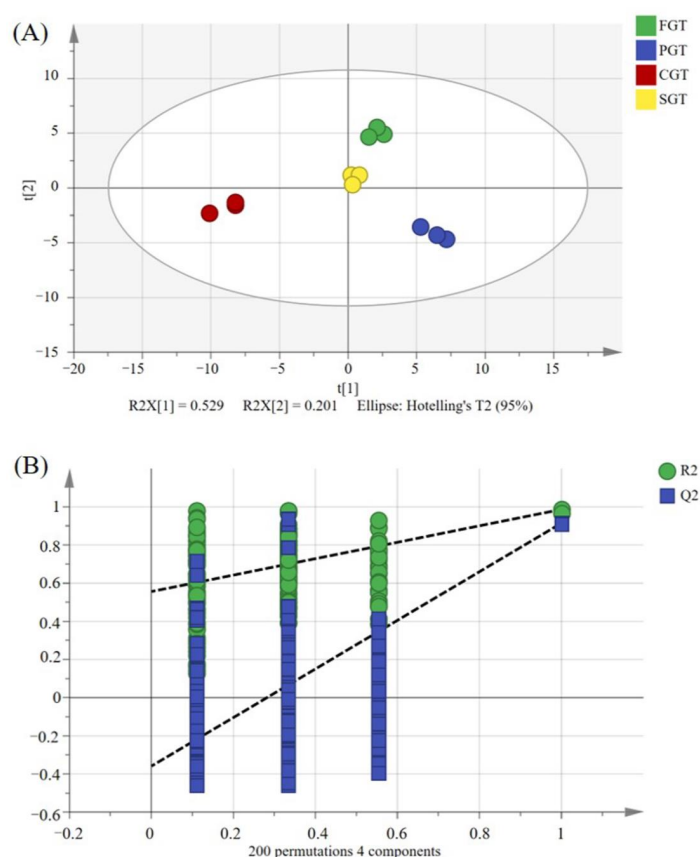 (A)
FGT
PGT
CGT
SGT
10
5
0
−5
−10
−15
t[2]
−20
−15
−10
−5
0
5
10
15
t[1]
R2X[1] = 0.529 R2X[2] = 0.201 Ellipse: Hotelling's T2 (95%)
(B)
R2
Q2
1
0.8
0.6
0.4
0.2
0
−0.2
−0.4
−0.6
−0.2
0
0.2
0.4
0.6
0.8
1
200 permutations 4 components